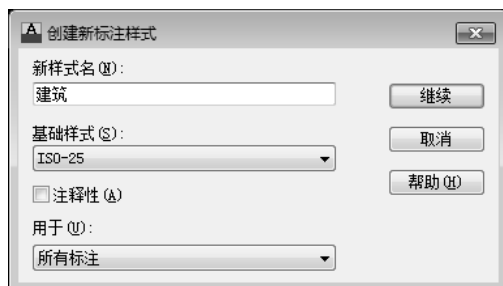 创建新标注样式
新样式名(N):
建筑
继续
基础样式(S):
ISO-25
取消
注释性(A)
帮助(H)
用于(U):
所有标注